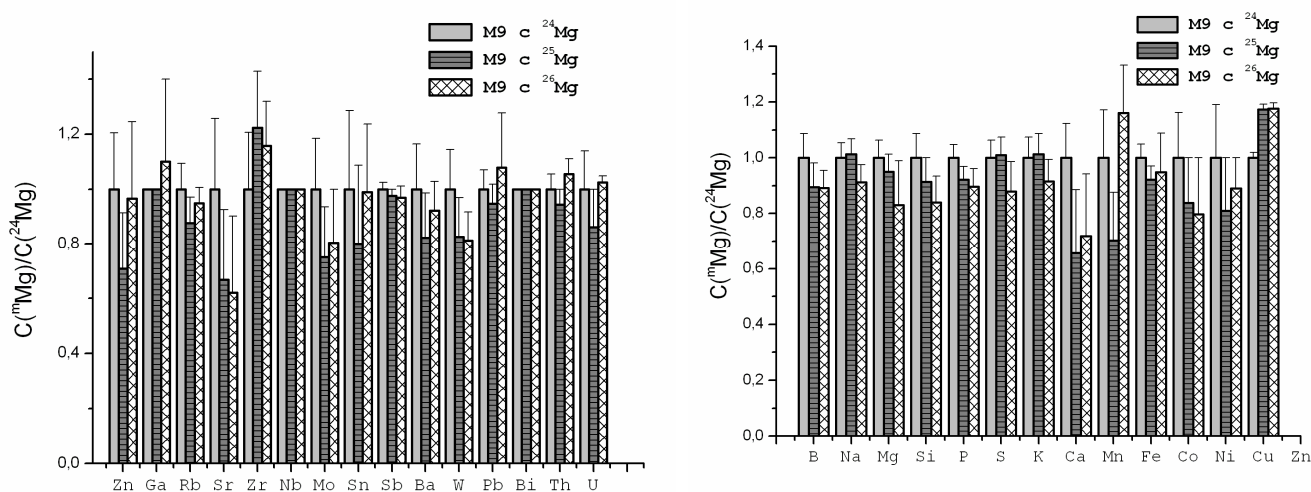 M9 c ²⁴Mg
M9 c ²⁵Mg
M9 c ²⁶Mg
C(ᵐMg)/C(²⁴Mg)
1,2
0,8
0,4
0,0
Zn Ga Rb Sr Zr Nb Mo Sn Sb Ba W Pb Bi Th U
M9 c ²⁴Mg
M9 c ²⁵Mg
M9 c ²⁶Mg
C(ᵐMg)/C(²⁴Mg)
1,4
1,2
1,0
0,8
0,6
0,4
0,2
0,0
B Na Mg Si P S K Ca Mn Fe Co Ni Cu Zn